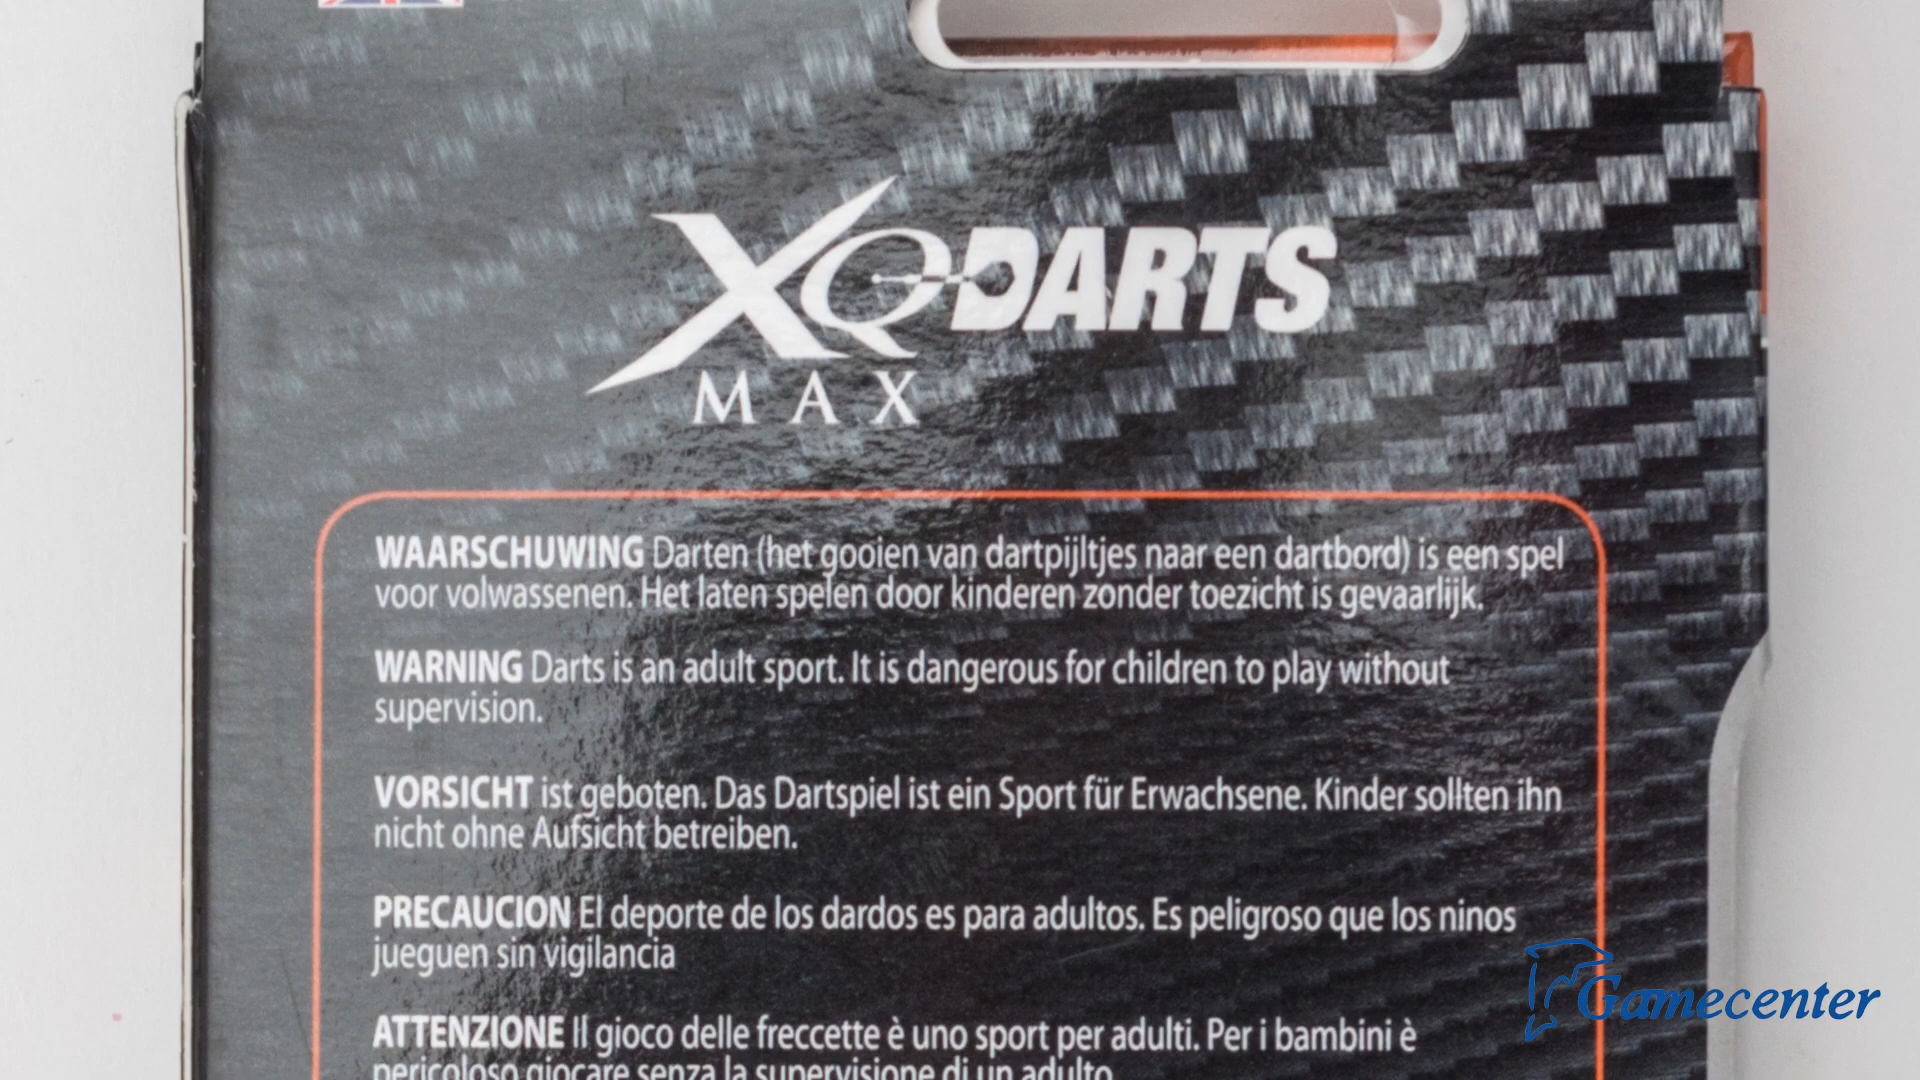 XQDARTS
MAX
WAARSCHUWING Darten (het gooien van dartpijltjes naar een dartbord) is een spel
voor volwassenen. Het laten spelen door kinderen zonder toezicht is gevaarlijk.
WARNING Darts is an adult sport. It is dangerous for children to play without
supervision.
VORSICHT ist geboten. Das Dartspiel ist ein Sport für Erwachsene. Kinder sollten ihn
nicht ohne Aufsicht betreiben.
PRECAUCION El deporte de los dardos es para adultos. Es peligroso que los ninos
jueguen sin vigilancia
ATTENZIONE Il gioco delle freccette è uno sport per adulti. Per i bambini è
pericoloso giocare senza la supervisione di un adulto
Gamecenter